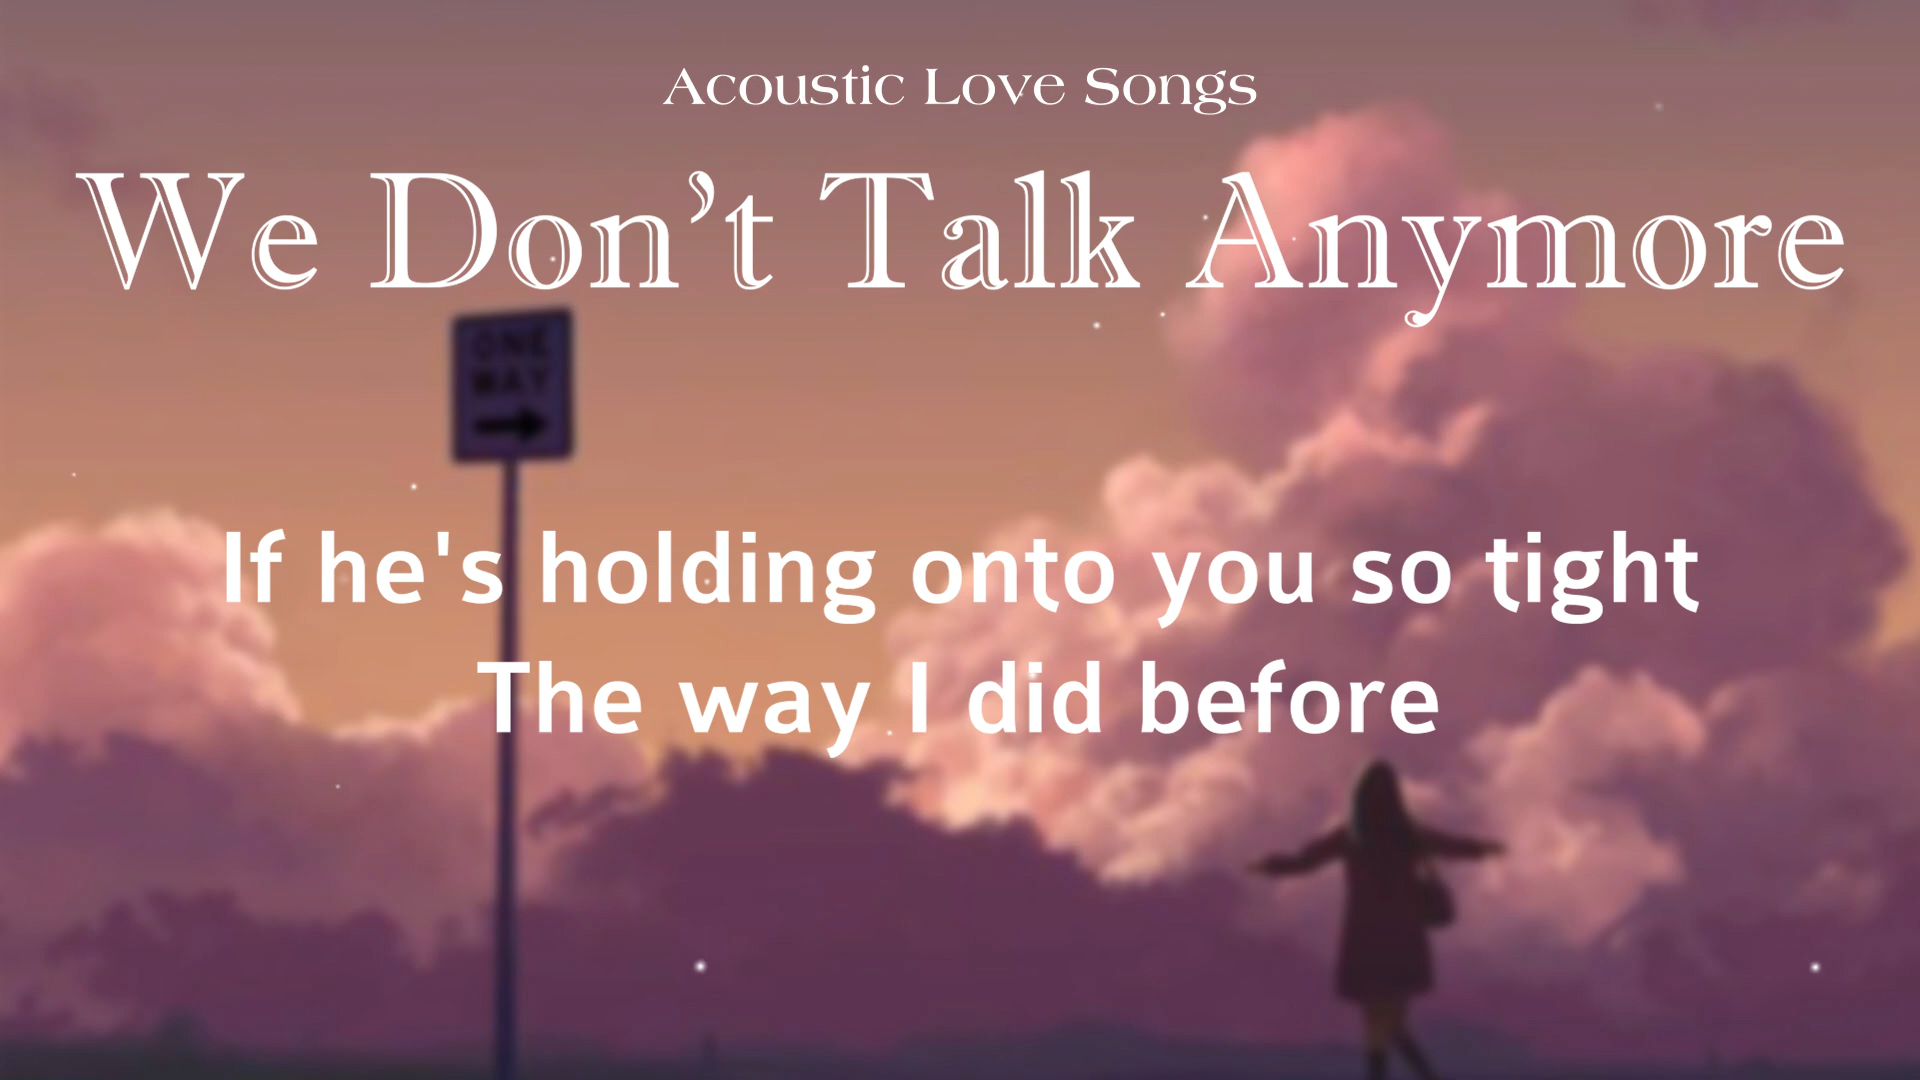 Acoustic Love Songs
We Don’t Talk Anymore
ONE
WAY
If he's holding onto you so tight
The way I did before